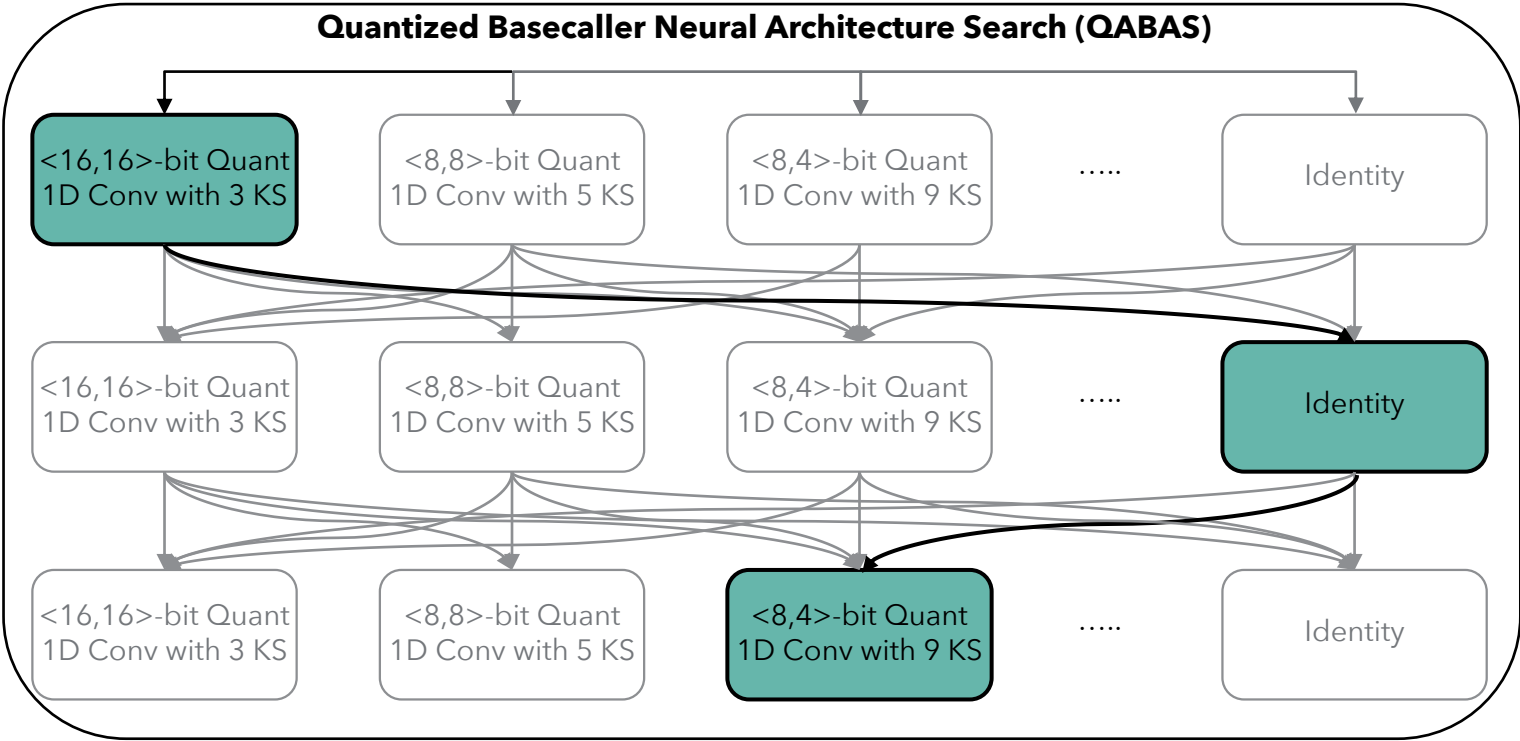 Quantized Basecaller Neural Architecture Search (QABAS)
<16,16>-bit Quant
1D Conv with 3 KS
<8,8>-bit Quant
1D Conv with 5 KS
<8,4>-bit Quant
1D Conv with 9 KS
.....
Identity
<16,16>-bit Quant
1D Conv with 3 KS
<8,8>-bit Quant
1D Conv with 5 KS
<8,4>-bit Quant
1D Conv with 9 KS
.....
Identity
<16,16>-bit Quant
1D Conv with 3 KS
<8,8>-bit Quant
1D Conv with 5 KS
<8,4>-bit Quant
1D Conv with 9 KS
.....
Identity